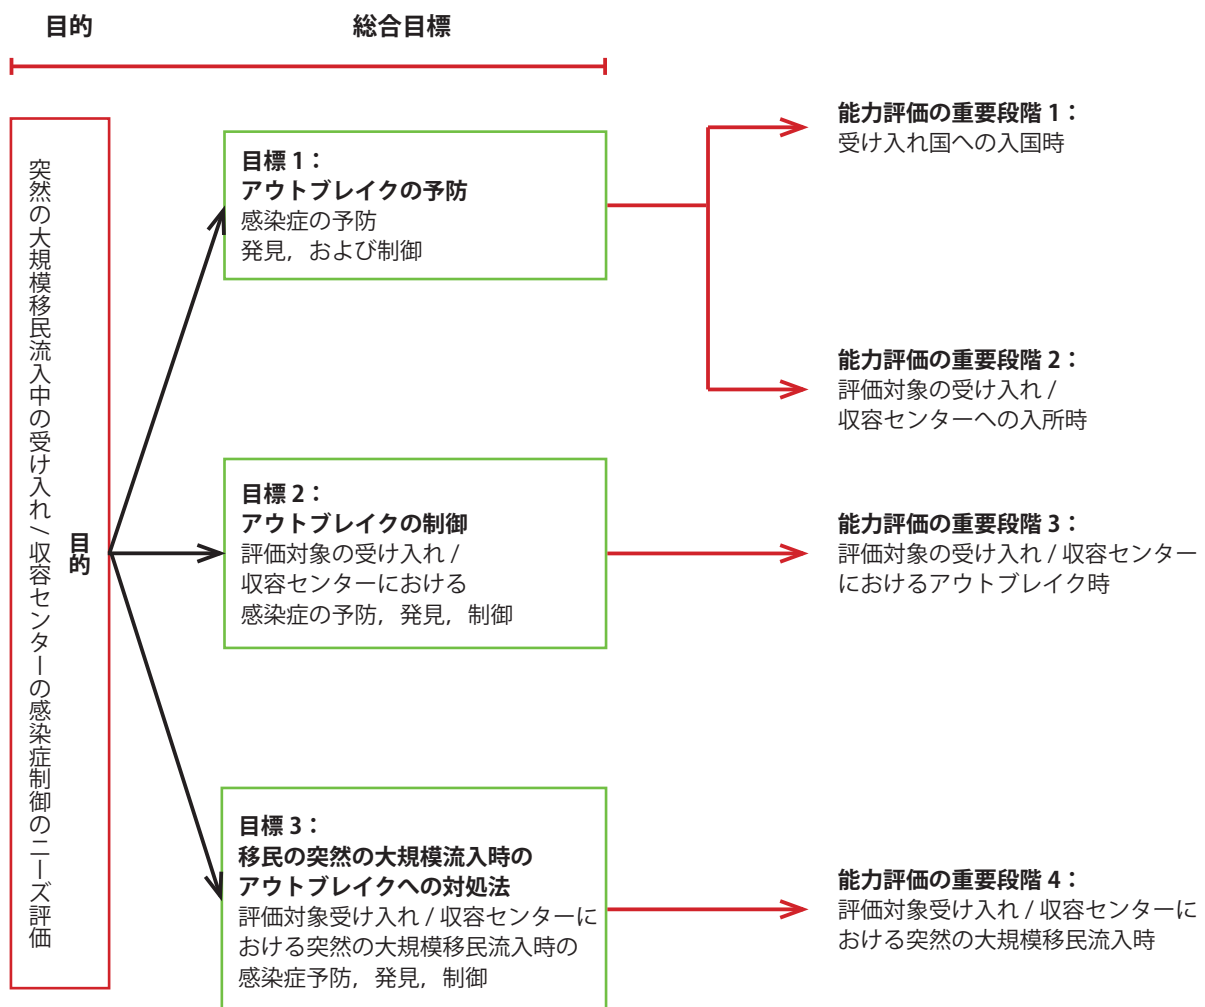 目的
総合目標
突然の大規模移民流入中の受け入れ/収容センターの感染症制御のニーズ評価
目的
目標 1：
アウトブレイクの予防
感染症の予防
発見，および制御
能力評価の重要段階 1：
受け入れ国への入国時
能力評価の重要段階 2：
評価対象の受け入れ /
収容センターへの入所時
目標 2：
アウトブレイクの制御
評価対象の受け入れ /
収容センターにおける
感染症の予防，発見，制御
能力評価の重要段階 3：
評価対象の受け入れ / 収容センター
におけるアウトブレイク時
目標 3：
移民の突然の大規模流入時の
アウトブレイクへの対処法
評価対象受け入れ / 収容センターに
おける突然の大規模移民流入時の
感染症予防，発見，制御
能力評価の重要段階 4：
評価対象受け入れ / 収容センターに
おける突然の大規模移民流入時